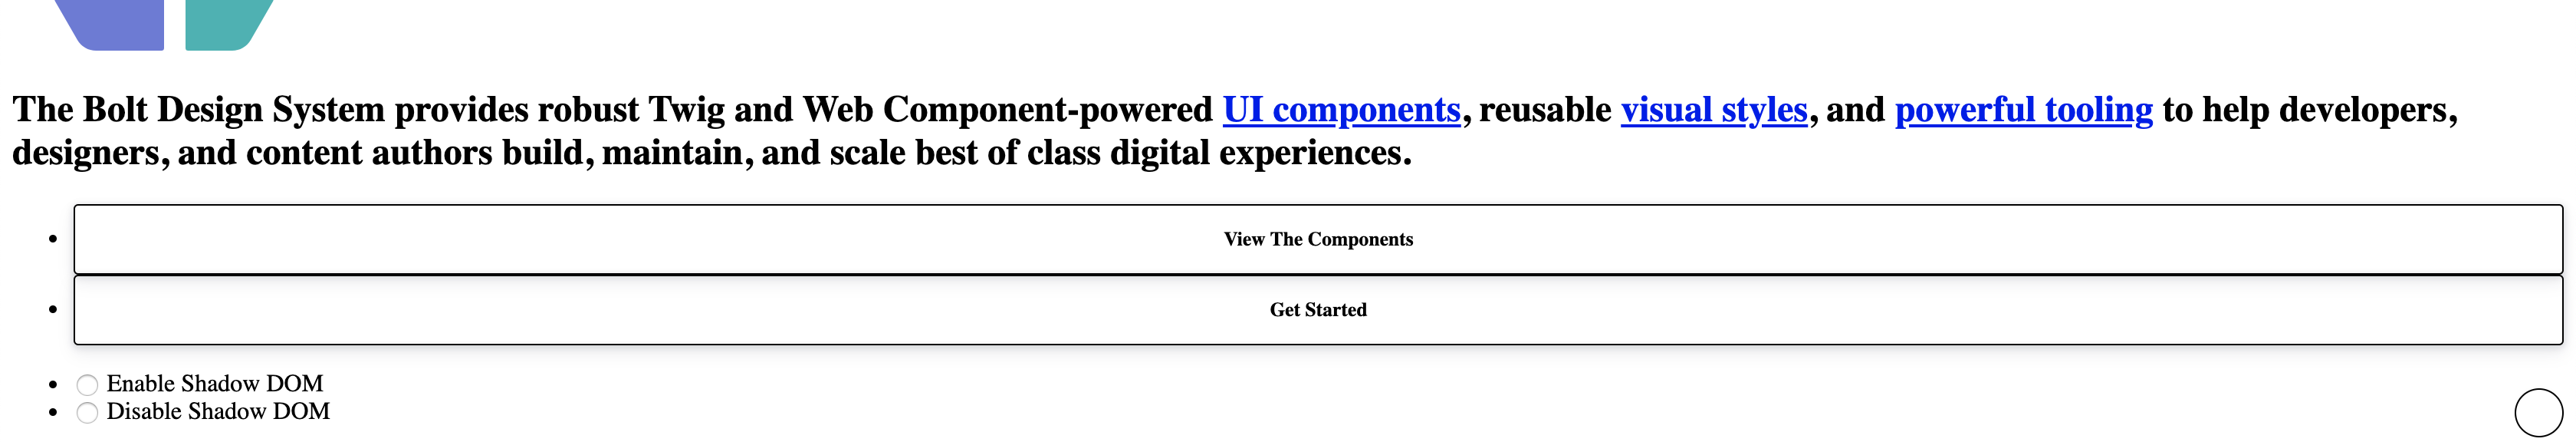 The Bolt Design System provides robust Twig and Web Component-powered UI components, reusable visual styles, and powerful tooling to help developers,
designers, and content authors build, maintain, and scale best of class digital experiences.
View The Components
Get Started
Enable Shadow DOM
Disable Shadow DOM